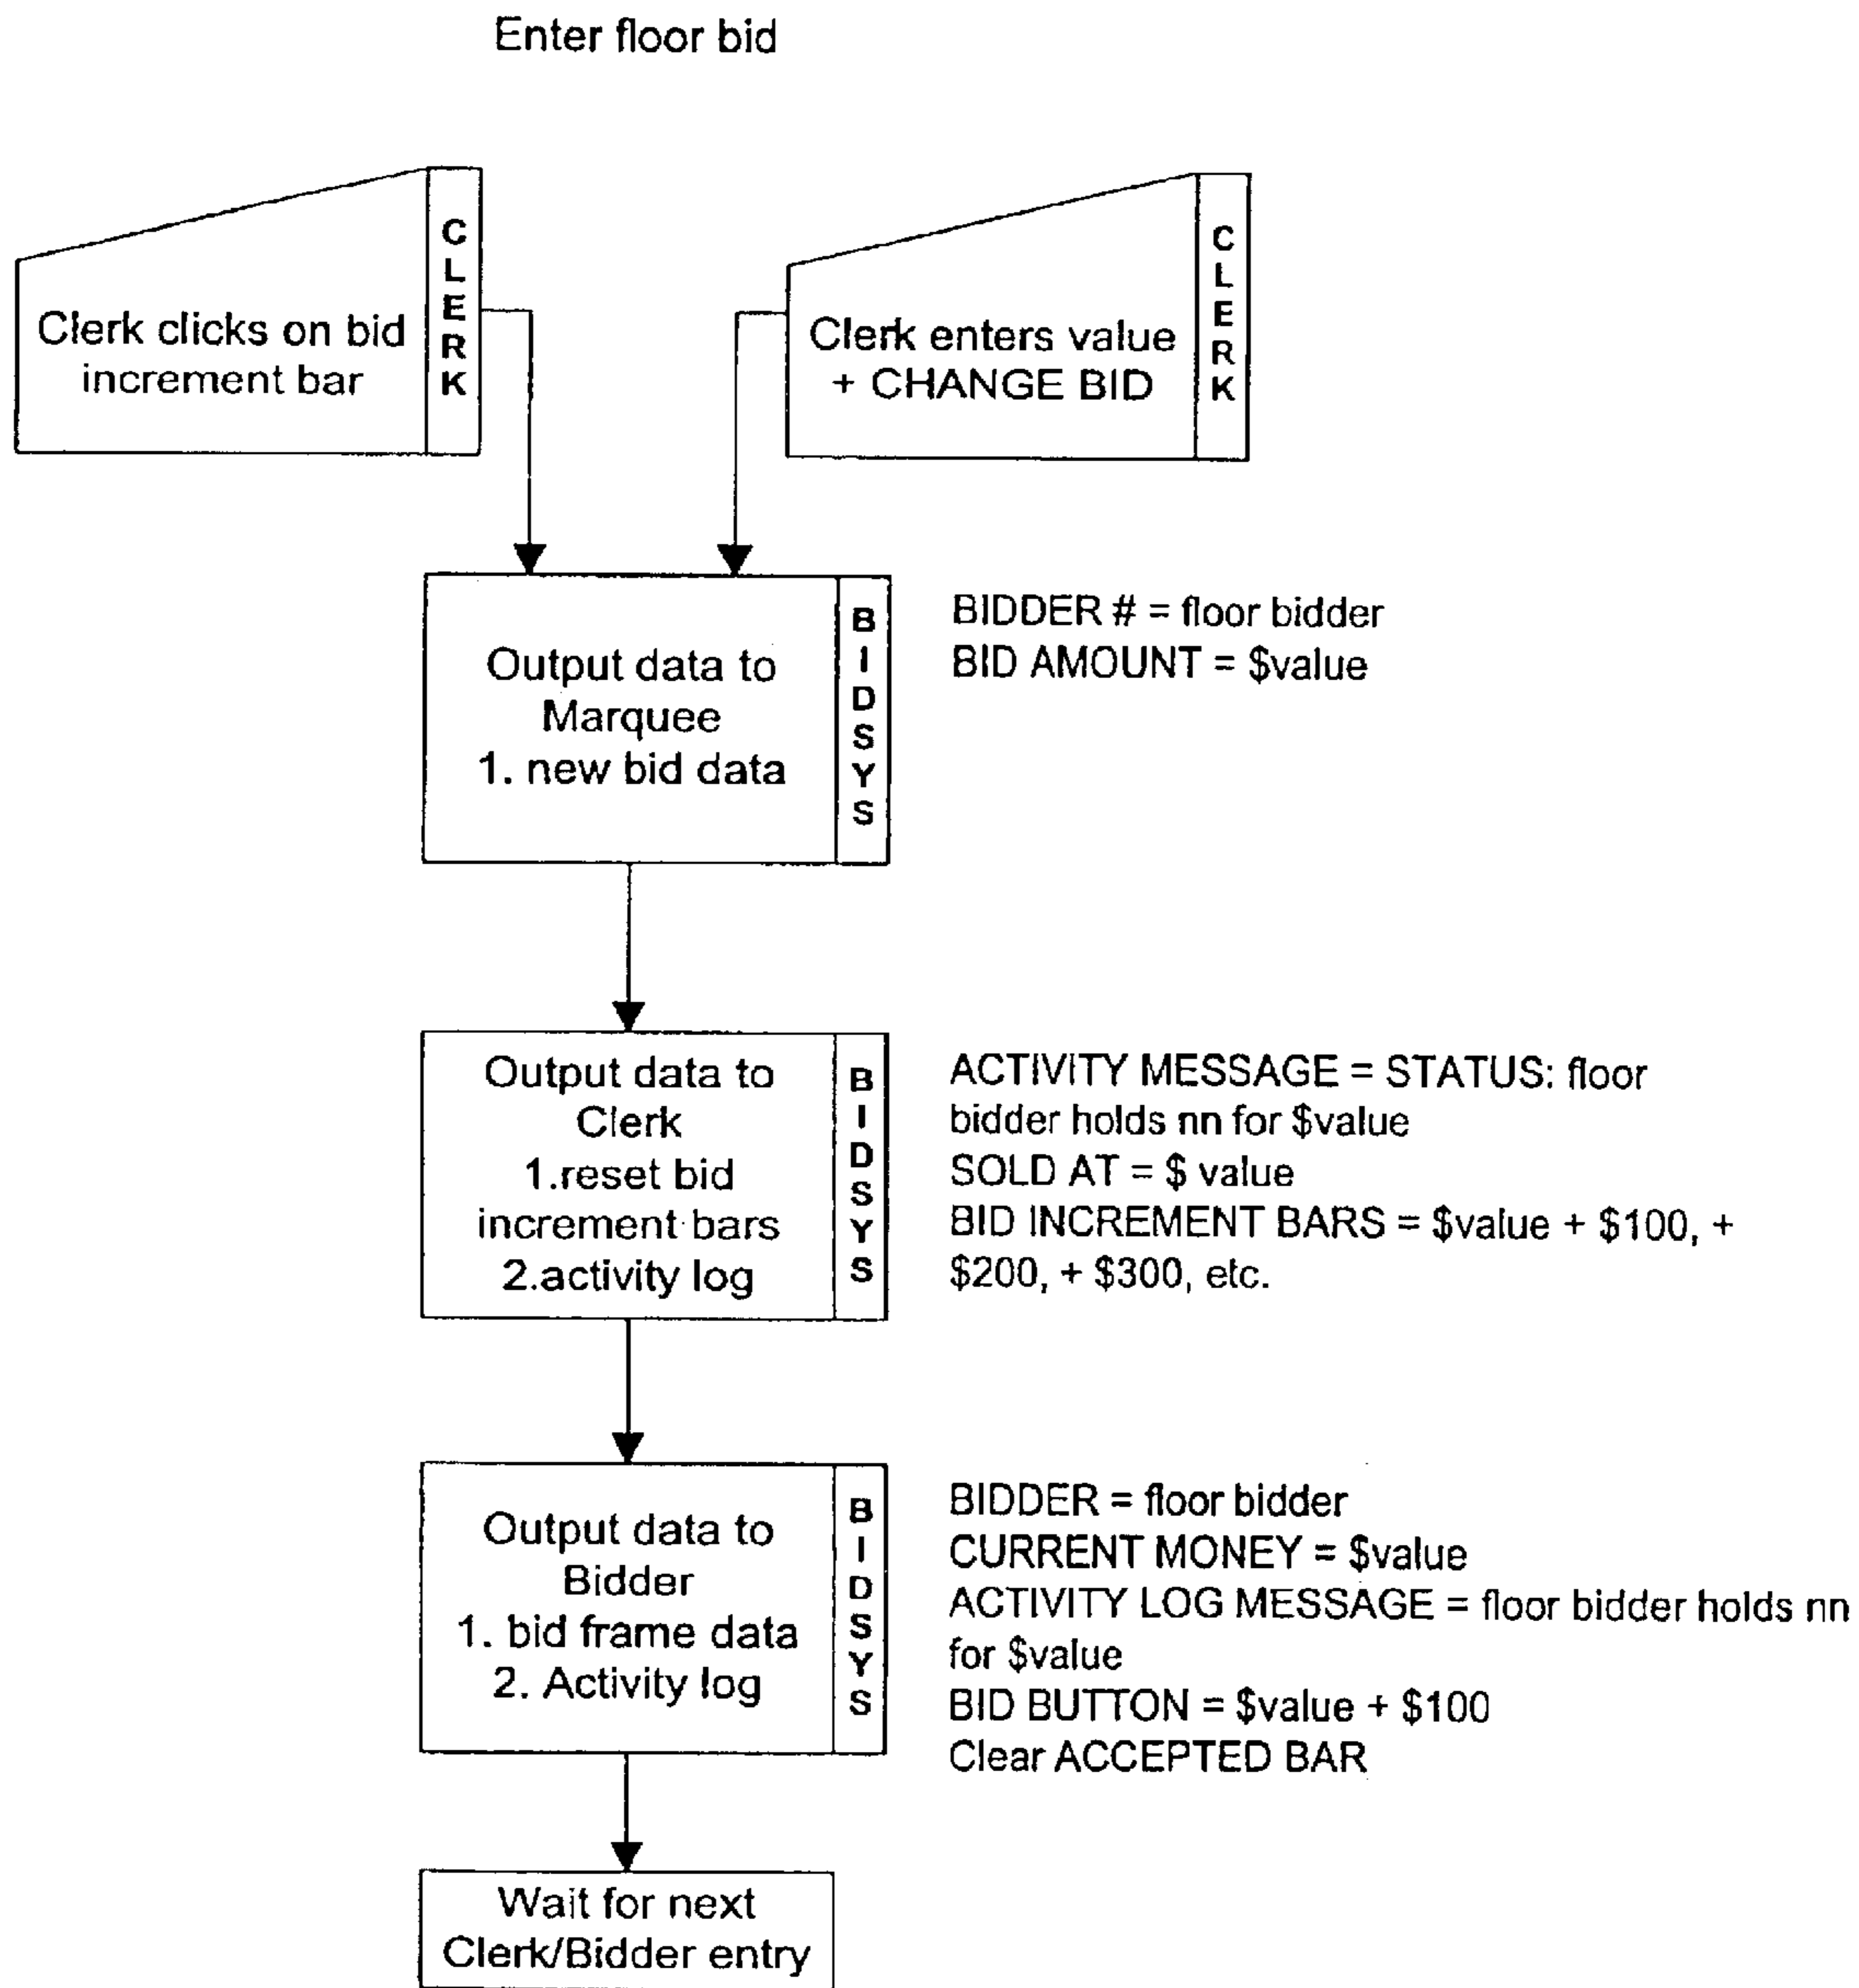 Enter floor bid
Clerk clicks on bid
increment bar
CLERK
Clerk enters value
+ CHANGE BID
CLERK
Output data to
Marquee
1. new bid data
BIDSYS
BIDDER # = floor bidder
BID AMOUNT = $value
Output data to
Clerk
1.reset bid
increment bars
2.activity log
BIDSYS
ACTIVITY MESSAGE = STATUS: floor
bidder holds nn for $value
SOLD AT = $ value
BID INCREMENT BARS = $value + $100, +
$200, + $300, etc.
Output data to
Bidder
1. bid frame data
2. Activity log
BIDSYS
BIDDER = floor bidder
CURRENT MONEY = $value
ACTIVITY LOG MESSAGE = floor bidder holds nn
for $value
BID BUTTON = $value + $100
Clear ACCEPTED BAR
Wait for next
Clerk/Bidder entry